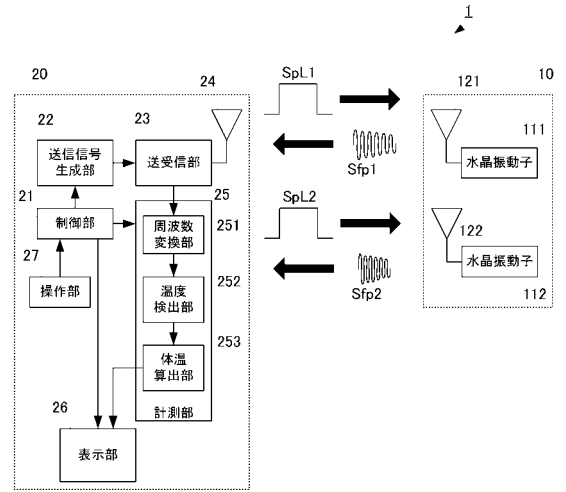 1
20
24
SpL1
121
10
22
23
111
送信信号
生成部
送受信部
Sfp1
水晶振動子
21
25
SpL2
制御部
周波数
変換部
251
122
27
操作部
温度
検出部
252
Sfp2
水晶振動子
112
253
体温
算出部
26
計測部
表示部